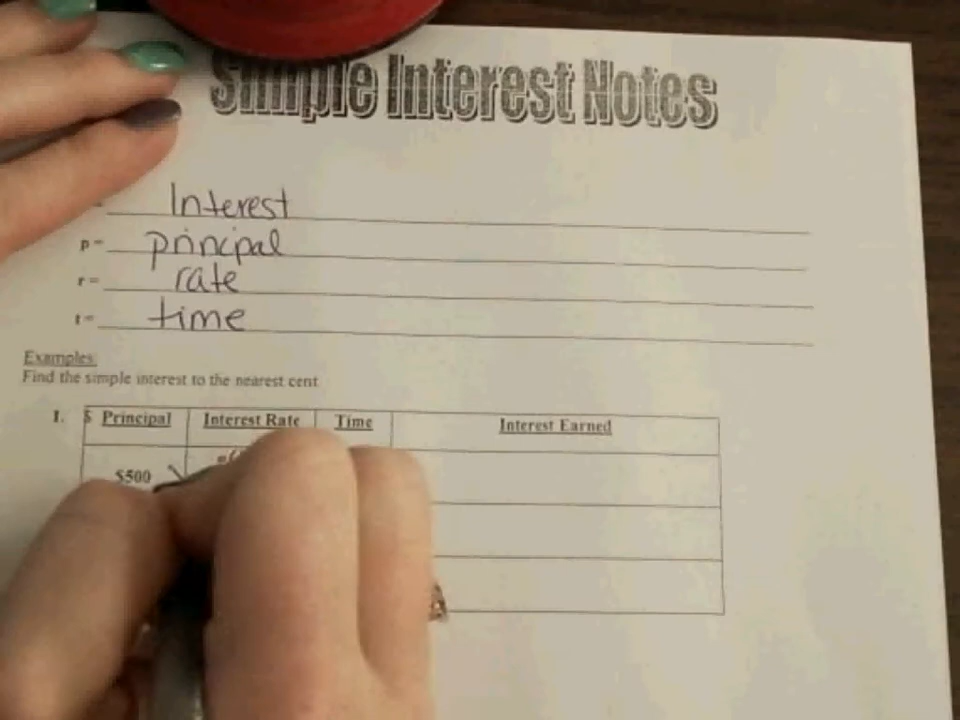 Simple Interest Notes
Interest
p = principal
r = rate
t = time
Examples:
Find the simple interest to the nearest cent
1. $ Principal Interest Rate Time Interest Earned
$500